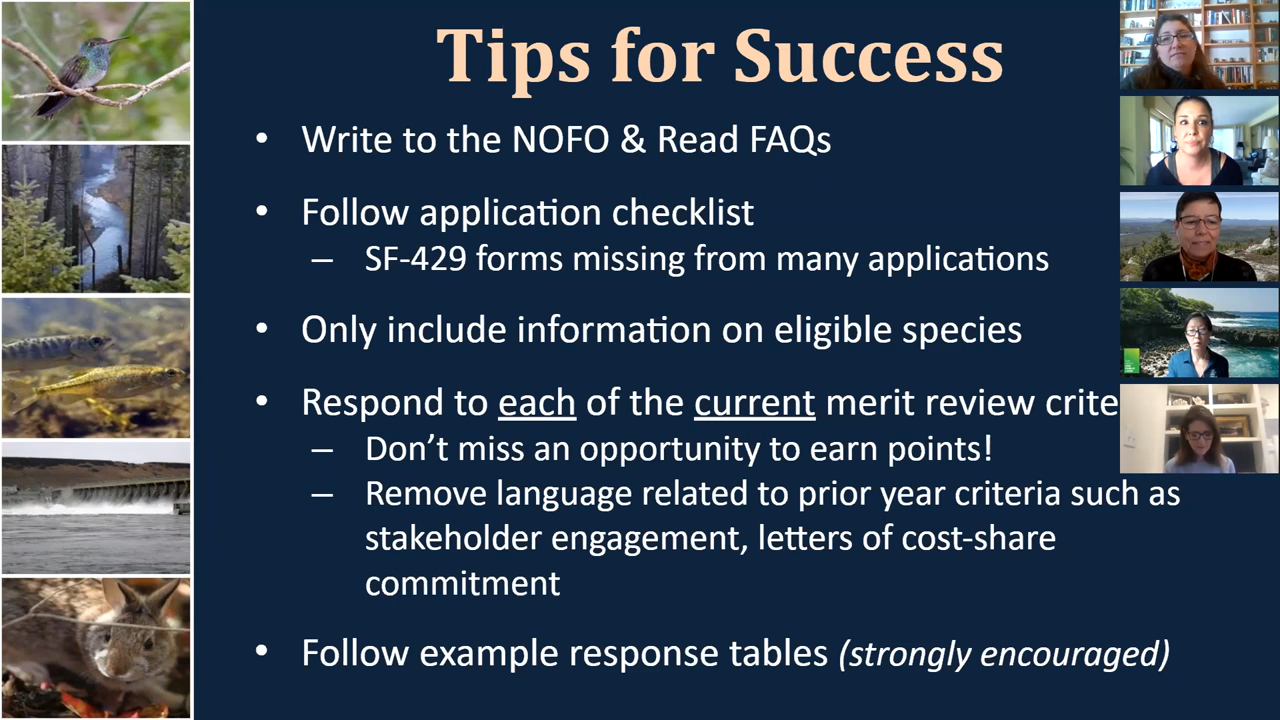 Tips for Success
• Write to the NOFO & Read FAQs
• Follow application checklist
– SF-429 forms missing from many applications
• Only include information on eligible species
• Respond to each of the current merit review crite
– Don’t miss an opportunity to earn points!
– Remove language related to prior year criteria such as
stakeholder engagement, letters of cost-share
commitment
• Follow example response tables (strongly encouraged)